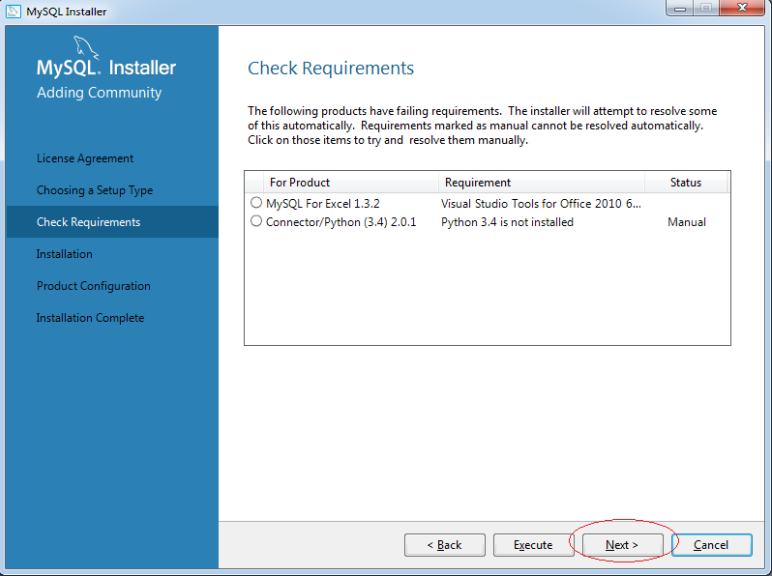 MySQL Installer
MySQL. Installer
Adding Community
License Agreement
Choosing a Setup Type
Check Requirements
Installation
Product Configuration
Installation Complete
Check Requirements
The following products have failing requirements. The installer will attempt to resolve some
of this automatically. Requirements marked as manual cannot be resolved automatically.
Click on those items to try and resolve them manually.
For Product Requirement Status
MySQL For Excel 1.3.2 Visual Studio Tools for Office 2010 6...
Connector/Python (3.4) 2.0.1 Python 3.4 is not installed Manual
< Back Execute Next > Cancel